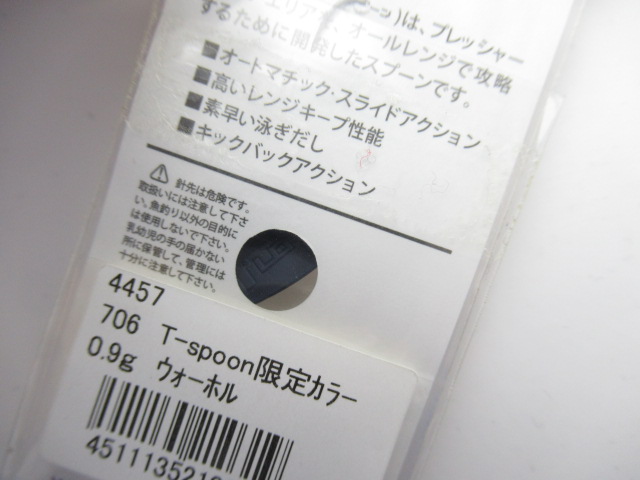 は、プレッシャー
エリアを、オールレンジで攻略
するために開発したスプーンです。
■オートマチック・スライドアクション
■高いレンジキープ性能
■素早い泳ぎだし
■キックバックアクション
⚠ 針先は危険です。
取扱いには注意して下さ
い。魚釣り以外の目的に
は使用しないで下さい。
乳幼児の手の届かない
所に保管して、管理には
十分に注意して下さい。
4457
706 T-spoon限定カラー
0.9g ウォーホル
4511135210